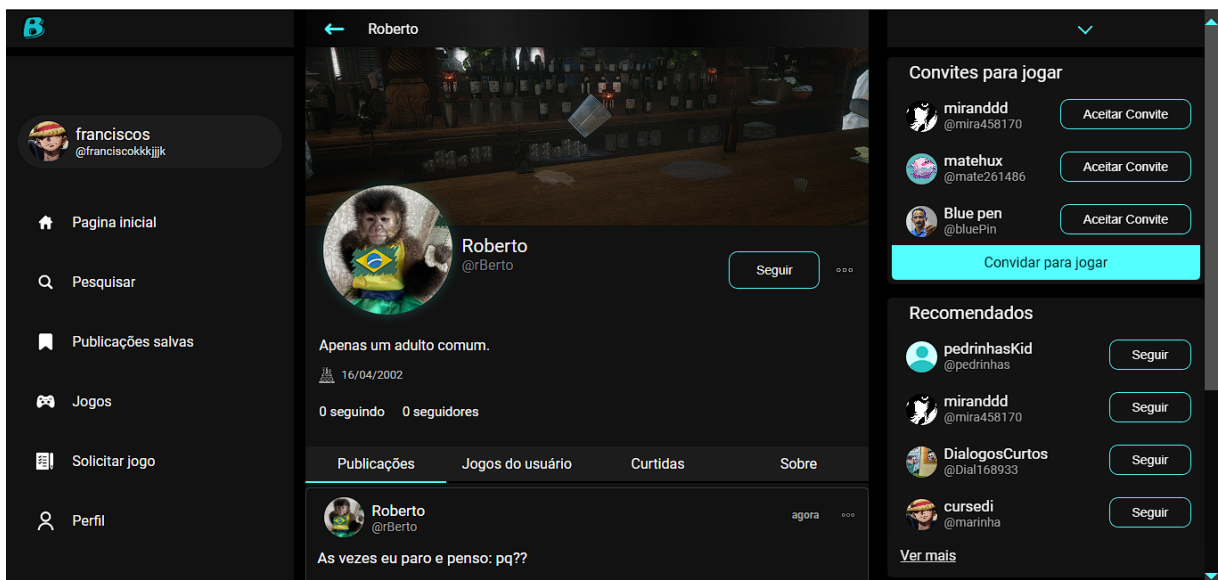 B
franciscos
@franciscokkkjjjk
Pagina inicial
Pesquisar
Publicações salvas
Jogos
Solicitar jogo
Perfil
Roberto
Roberto
@rBerto
Seguir
Apenas um adulto comum.
16/04/2002
0 seguindo 0 seguidores
Publicações Jogos do usuário Curtidas Sobre
Roberto
@rBerto
agora
As vezes eu paro e penso: pq??
Convites para jogar
miranddd
@mira458170
Aceitar Convite
matehux
@mate261486
Aceitar Convite
Blue pen
@bluePin
Aceitar Convite
Convidar para jogar
Recomendados
pedrinhasKid
@pedrinhas
Seguir
miranddd
@mira458170
Seguir
DialogosCurtos
@Dial168933
Seguir
cursedi
@marinha
Seguir
Ver mais